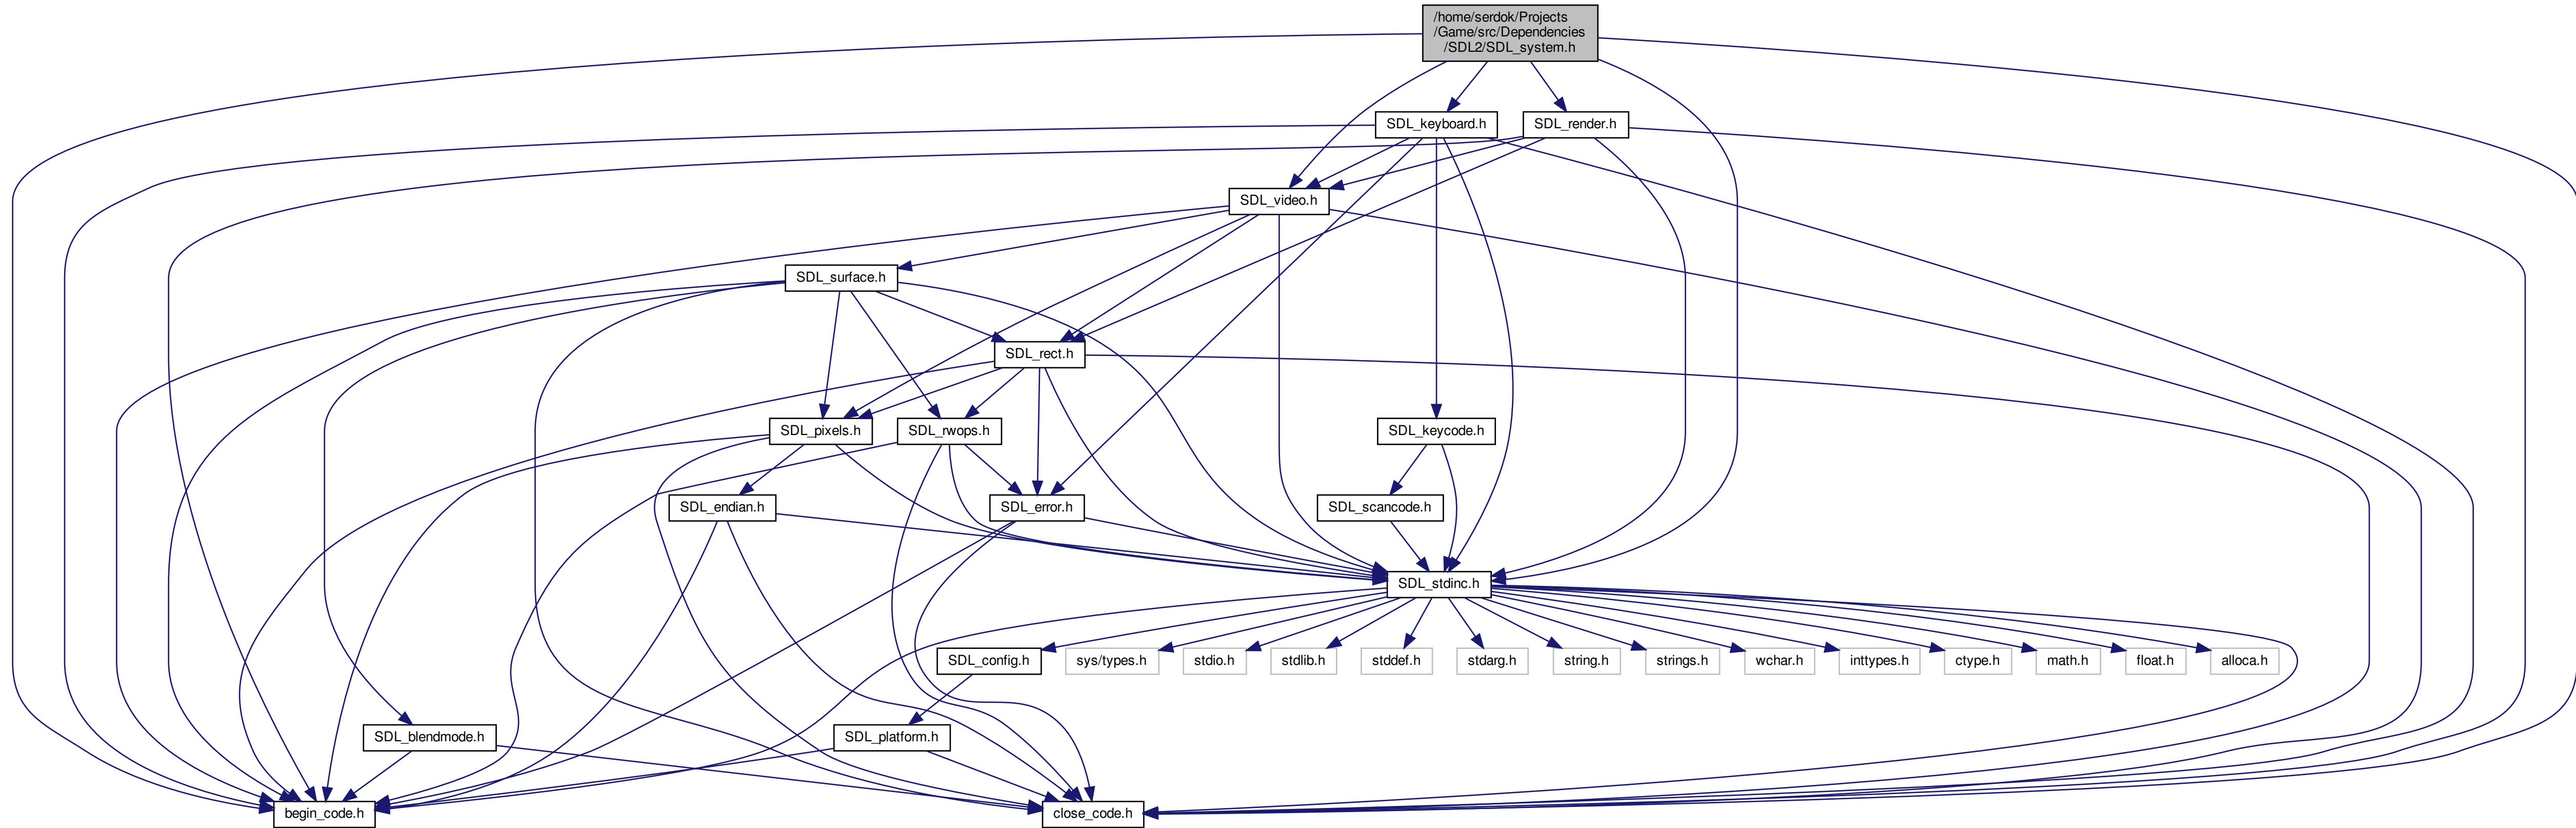 /home/serdok/Projects
/Game/src/Dependencies
/SDL2/SDL_system.h
SDL_keyboard.h
SDL_render.h
SDL_video.h
SDL_surface.h
SDL_rect.h
SDL_pixels.h
SDL_rwops.h
SDL_keycode.h
SDL_endian.h
SDL_error.h
SDL_scancode.h
SDL_stdinc.h
SDL_config.h
sys/types.h
stdio.h
stdlib.h
stddef.h
stdarg.h
string.h
strings.h
wchar.h
inttypes.h
ctype.h
math.h
float.h
alloca.h
SDL_blendmode.h
SDL_platform.h
begin_code.h
close_code.h